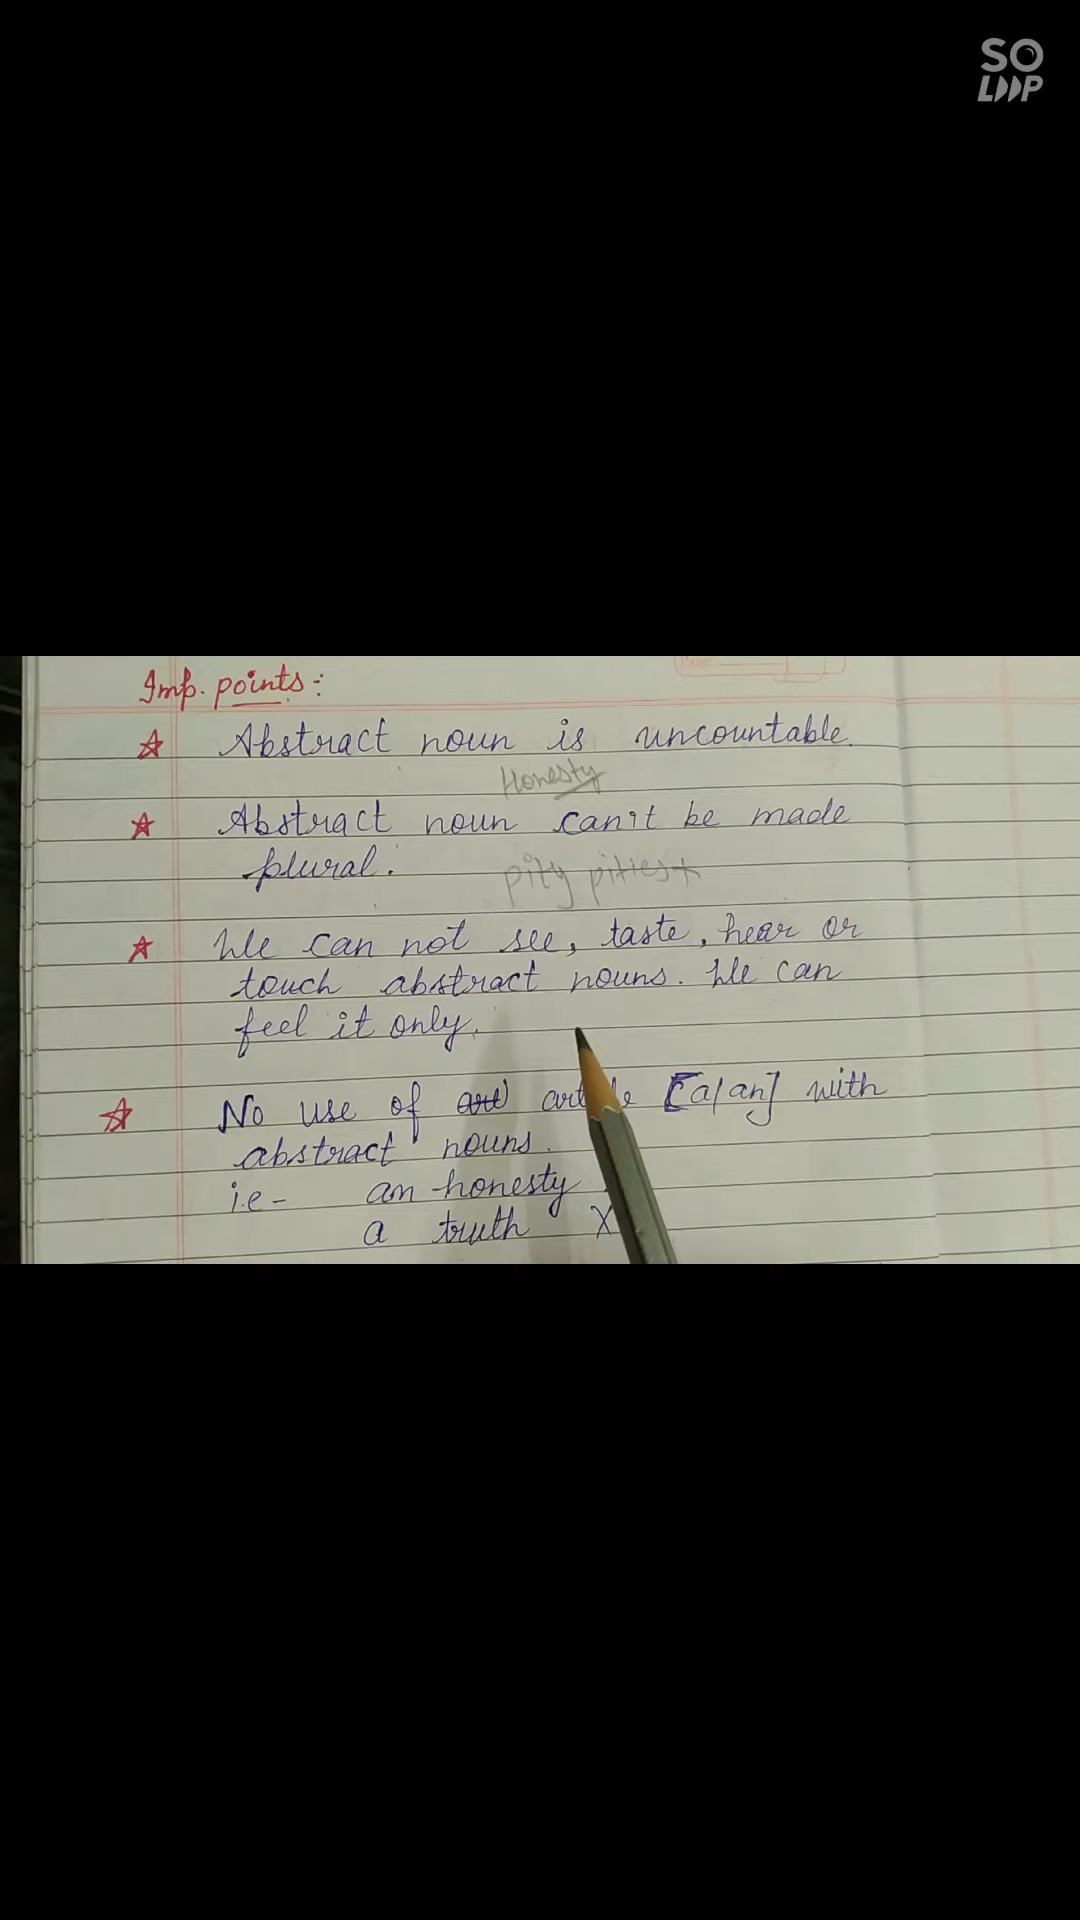 SO
LOOP
Imp. points :-
☆ Abstract noun is uncountable.
Honesty
☆ Abstract noun can't be made
plural.
pity pities x
☆ We can not see, taste, hear or
touch abstract nouns. We can
feel it only.
☆ No use of [a/an] with
abstract nouns.
i.e- an honesty
a truth X